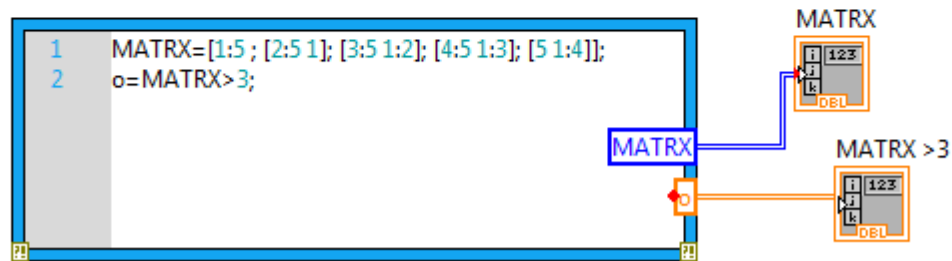 MATRX
1 MATRX=[1:5 ; [2:5 1]; [3:5 1:2]; [4:5 1:3]; [5 1:4]];
2 o=MATRX>3;
i 123
j
k
DBL
MATRX
MATRX >3
o
i 123
j
k
DBL
?!
?!